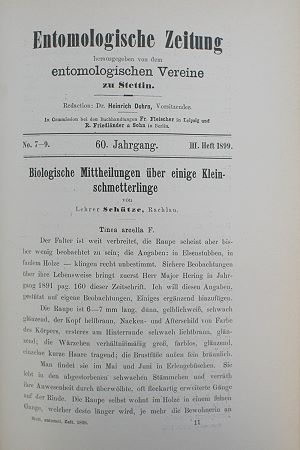 Entomologische Zeitung
herausgegeben von dem
entomologischen Vereine
zu Stettin.
Redaction: Dr. Heinrich Dohrn, Vorsitzender.
In Commission bei den Buchhandlungen Fr. Fleischer in Leipzig und
R. Friedländer & Sohn in Berlin.
No. 7—9. 60. Jahrgang. III. Heft 1899.
Biologische Mittheilungen über einige Klein-
schmetterlinge
von
Lehrer Schütze, Rachlau.
Tinea arcella F.
Der Falter ist weit verbreitet, die Raupe scheint aber bis-
her wenig beobachtet zu sein; die Angaben: in Eisenstubben, in
faulem Holze — klingen recht unbestimmt. Sichere Beobachtungen
über ihre Lebensweise bringt zuerst Herr Major Hering in Jahr-
gang 1891 pag. 160 dieser Zeitschrift. Ich will diesen Angaben,
gestützt auf eigene Beobachtungen, Einiges ergänzend hinzufügen.
Die Raupe ist 6—7 mm lang, dünn, gelblichweiß, schwach
glänzend, der Kopf hellbraun, Nacken- und Afterschild von Farbe
des Körpers, ersteres am Hinterrande schwach lichtbraun, glän-
zend; die Wärzchen verhältnißmäßig groß, farblos, glänzend,
einzelne kurze Haare tragend; die Brustfüße außen fein bräunlich.
Man findet sie im Mai und Juni in Erlengebüschen. Sie
lebt in den abgestorbenen schwachen Stämmchen und verräth
ihre Anwesenheit durch überwölbte, oft fleckartig erweiterte Gänge
auf der Rinde. Die Raupe selbst wohnt im Holze in einem feinen
Gange, welcher desto länger wird, je mehr die Bewohnerin an
Stett. entomol. Zeit. 1899. 11